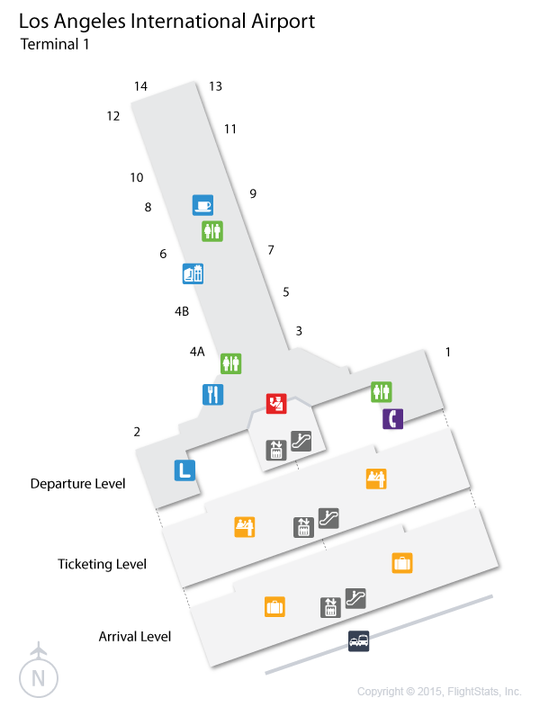 Los Angeles International Airport
Terminal 1
14
13
12
11
10
9
8
7
6
5
4B
3
4A
1
2
L
Departure Level
Ticketing Level
Arrival Level
N
Copyright © 2015, FlightStats, Inc.